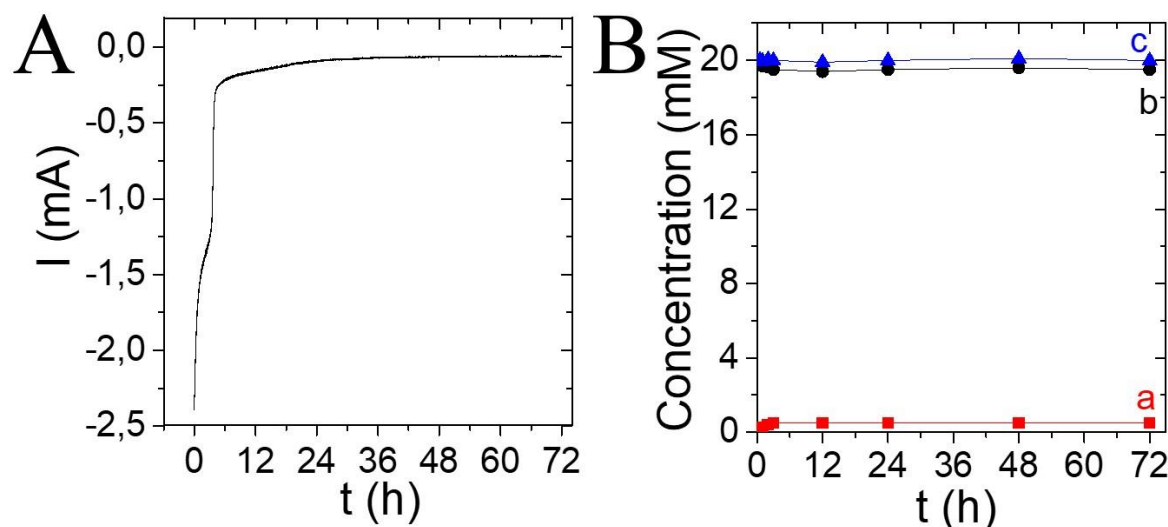 A
I (mA)
0,0
-0,5
-1,0
-1,5
-2,0
-2,5
0 12 24 36 48 60 72
t (h)
B
Concentration (mM)
20
16
12
8
4
0
c
b
a
0 12 24 36 48 60 72
t (h)